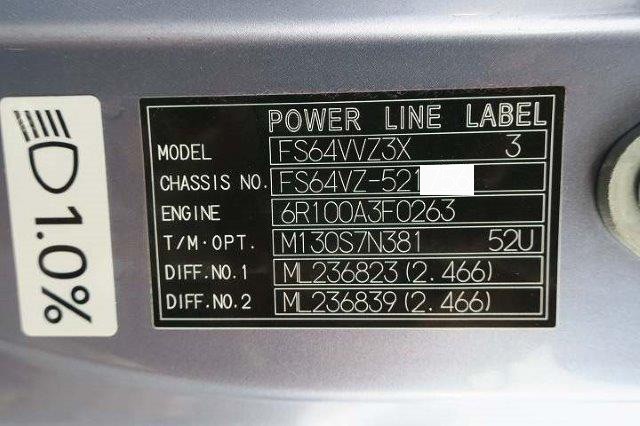 POWER LINE LABEL
MODEL FS64VVZ3X 3
CHASSIS NO. FS64VZ-521
ENGINE 6R100A3F0263
T/M·OPT. M130S7N381 52U
DIFF.NO.1 ML236823(2.466)
DIFF.NO.2 ML236839(2.466)
1.0%